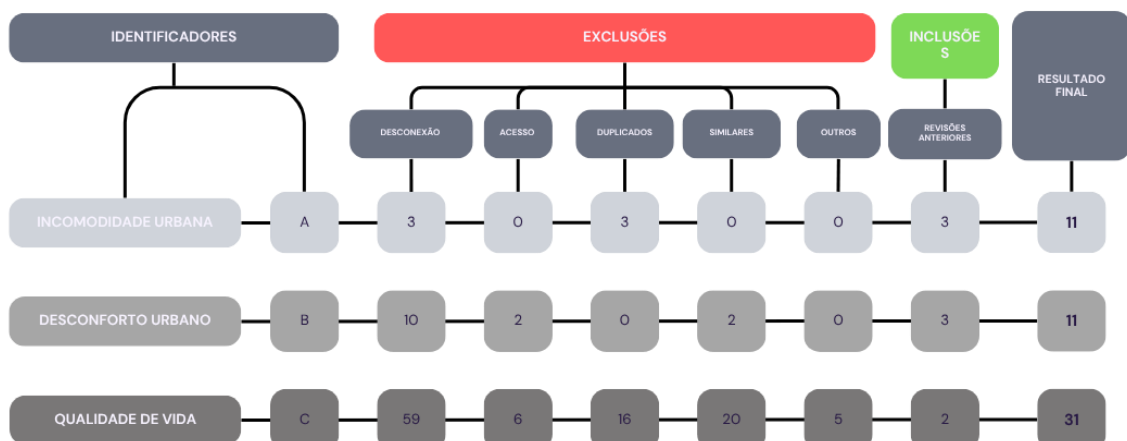 IDENTIFICADORES
EXCLUSÕES
INCLUSÕE
S
RESULTADO
FINAL
DESCONEXÃO
ACESSO
DUPLICADOS
SIMILARES
OUTROS
REVISÕES
ANTERIORES
INCOMODIDADE URBANA A 3 0 3 0 0 3 11
DESCONFORTO URBANO B 10 2 0 2 0 3 11
QUALIDADE DE VIDA C 59 6 16 20 5 2 31